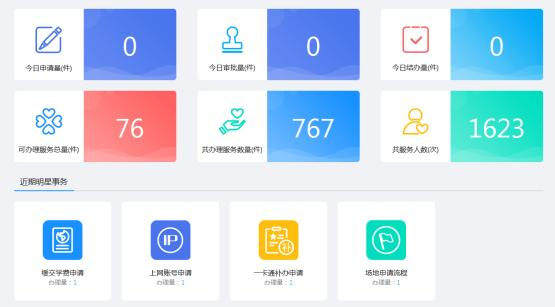 今日申请量(件)
0
今日审批量(件)
0
今日结办量(件)
0
可办理服务总量(件)
76
共办理服务数量(件)
767
共服务人数(次)
1623
近期明星事务
缓交学费申请
办理量：1
IP
上网账号申请
办理量：1
一卡通补办申请
办理量：1
场地申请流程
办理量：1